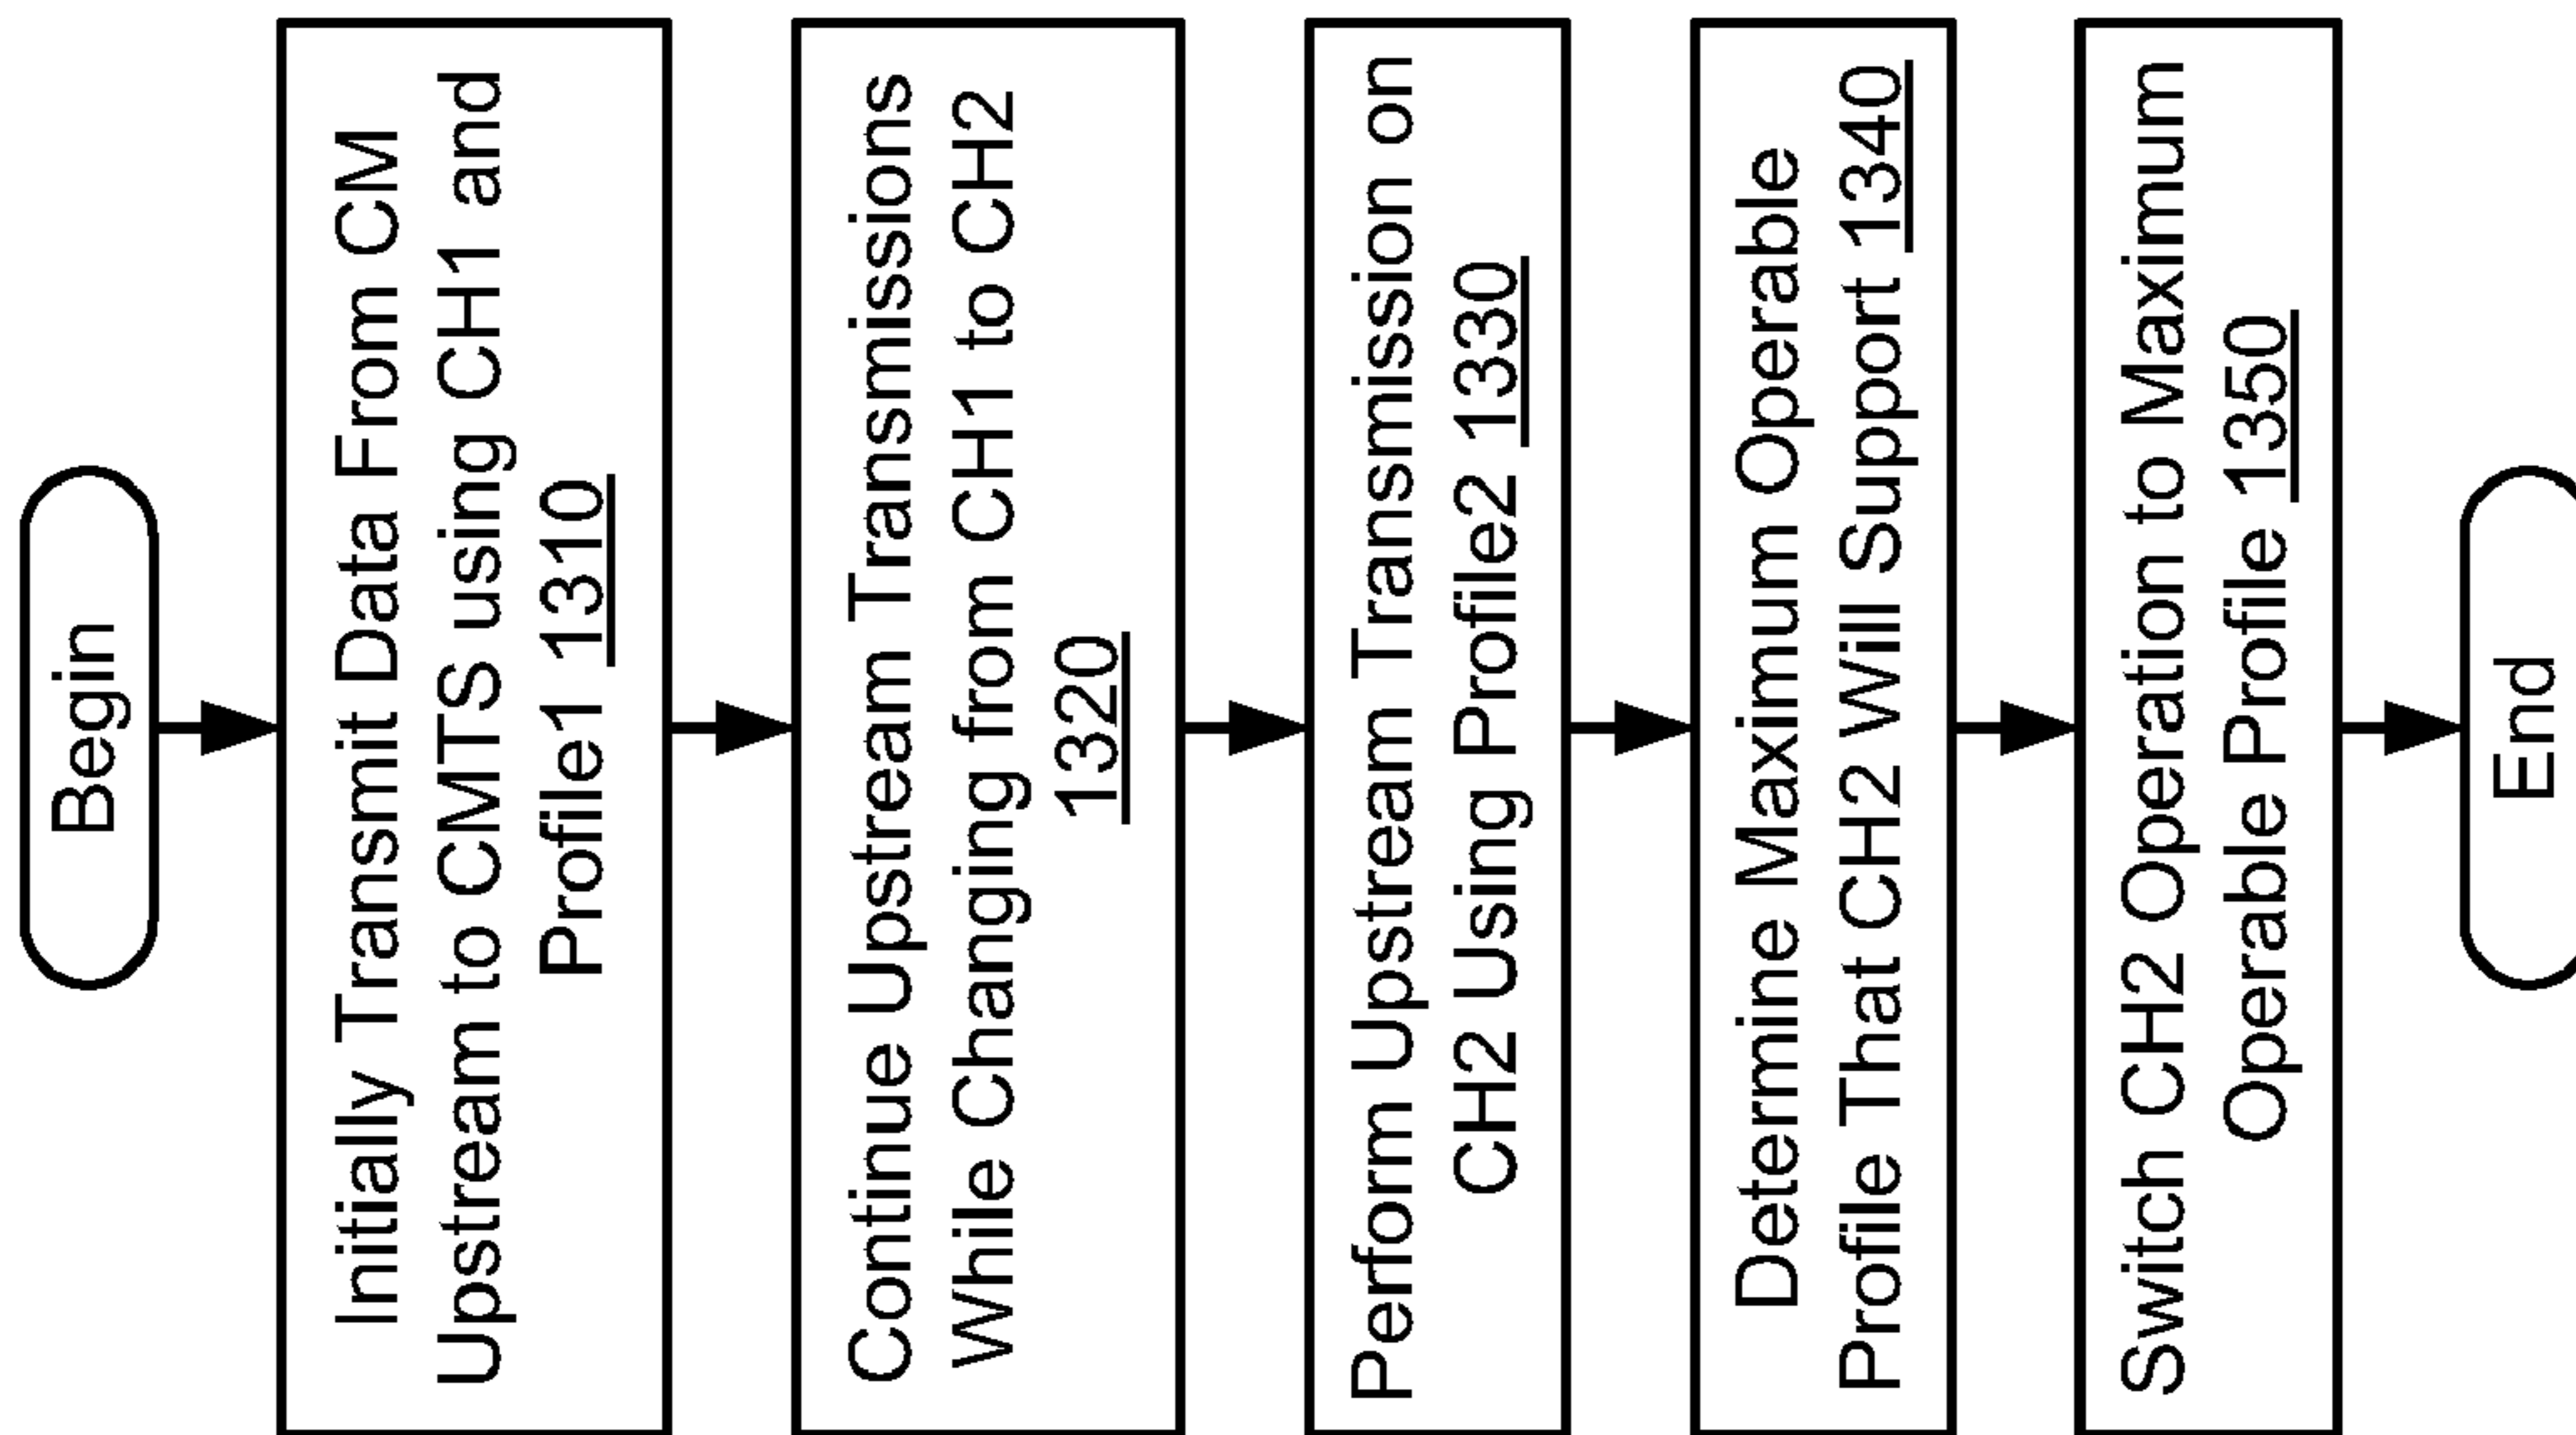 Begin
Initially Transmit Data From CM
Upstream to CMTS using CH1 and
Profile1 1310
Continue Upstream Transmissions
While Changing from CH1 to CH2
1320
Perform Upstream Transmission on
CH2 Using Profile2 1330
Determine Maximum Operable
Profile That CH2 Will Support 1340
Switch CH2 Operation to Maximum
Operable Profile 1350
End